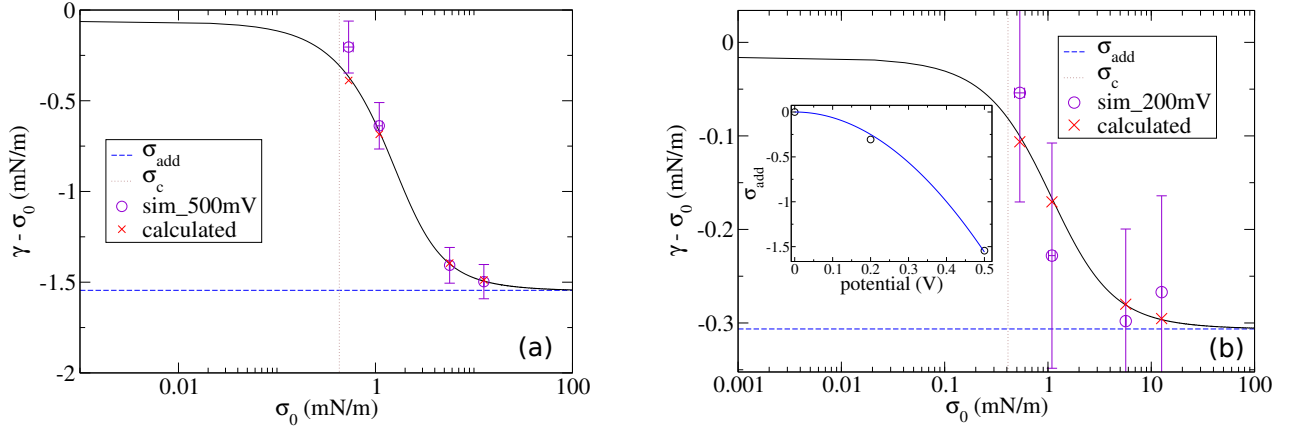 0
-0.5
-1
-1.5
-2
γ - σ0 (mN/m)
0.01
1
100
σ0 (mN/m)
σadd
σc
sim_500mV
calculated
(a)
0
-0.1
-0.2
-0.3
γ - σ0 (mN/m)
0.001
0.01
0.1
1
10
100
σ0 (mN/m)
σadd
σc
sim_200mV
calculated
0
-0.5
-1
-1.5
σadd
0
0.1
0.2
0.3
0.4
0.5
potential (V)
(b)